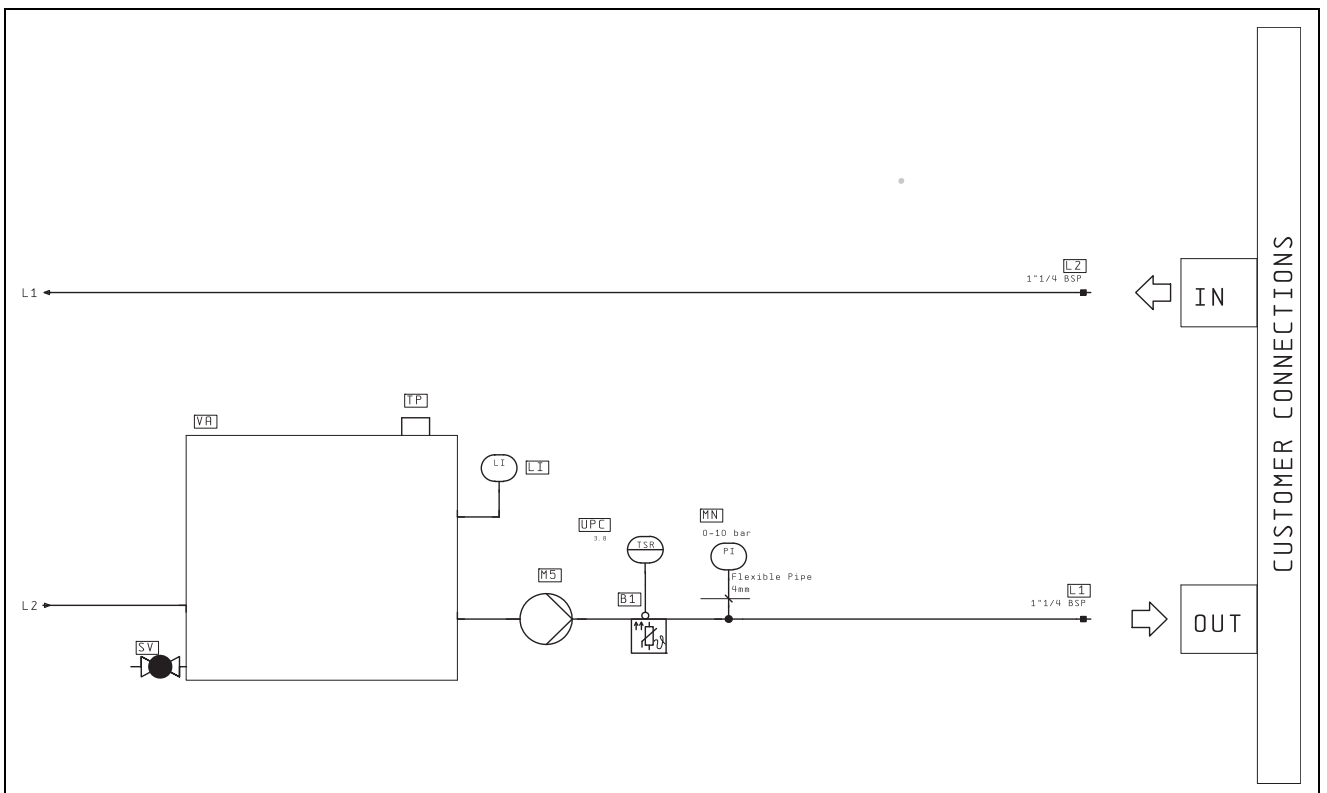 L2
1"1/4 BSP
L1
IN
CUSTOMER CONNECTIONS
TP
VA
LI
LI
MN
UPC
0-10 bar
3.0
TSR
PI
M5
Flexible Pipe
4mm
B1
L1
1"1/4 BSP
L2
OUT
SV